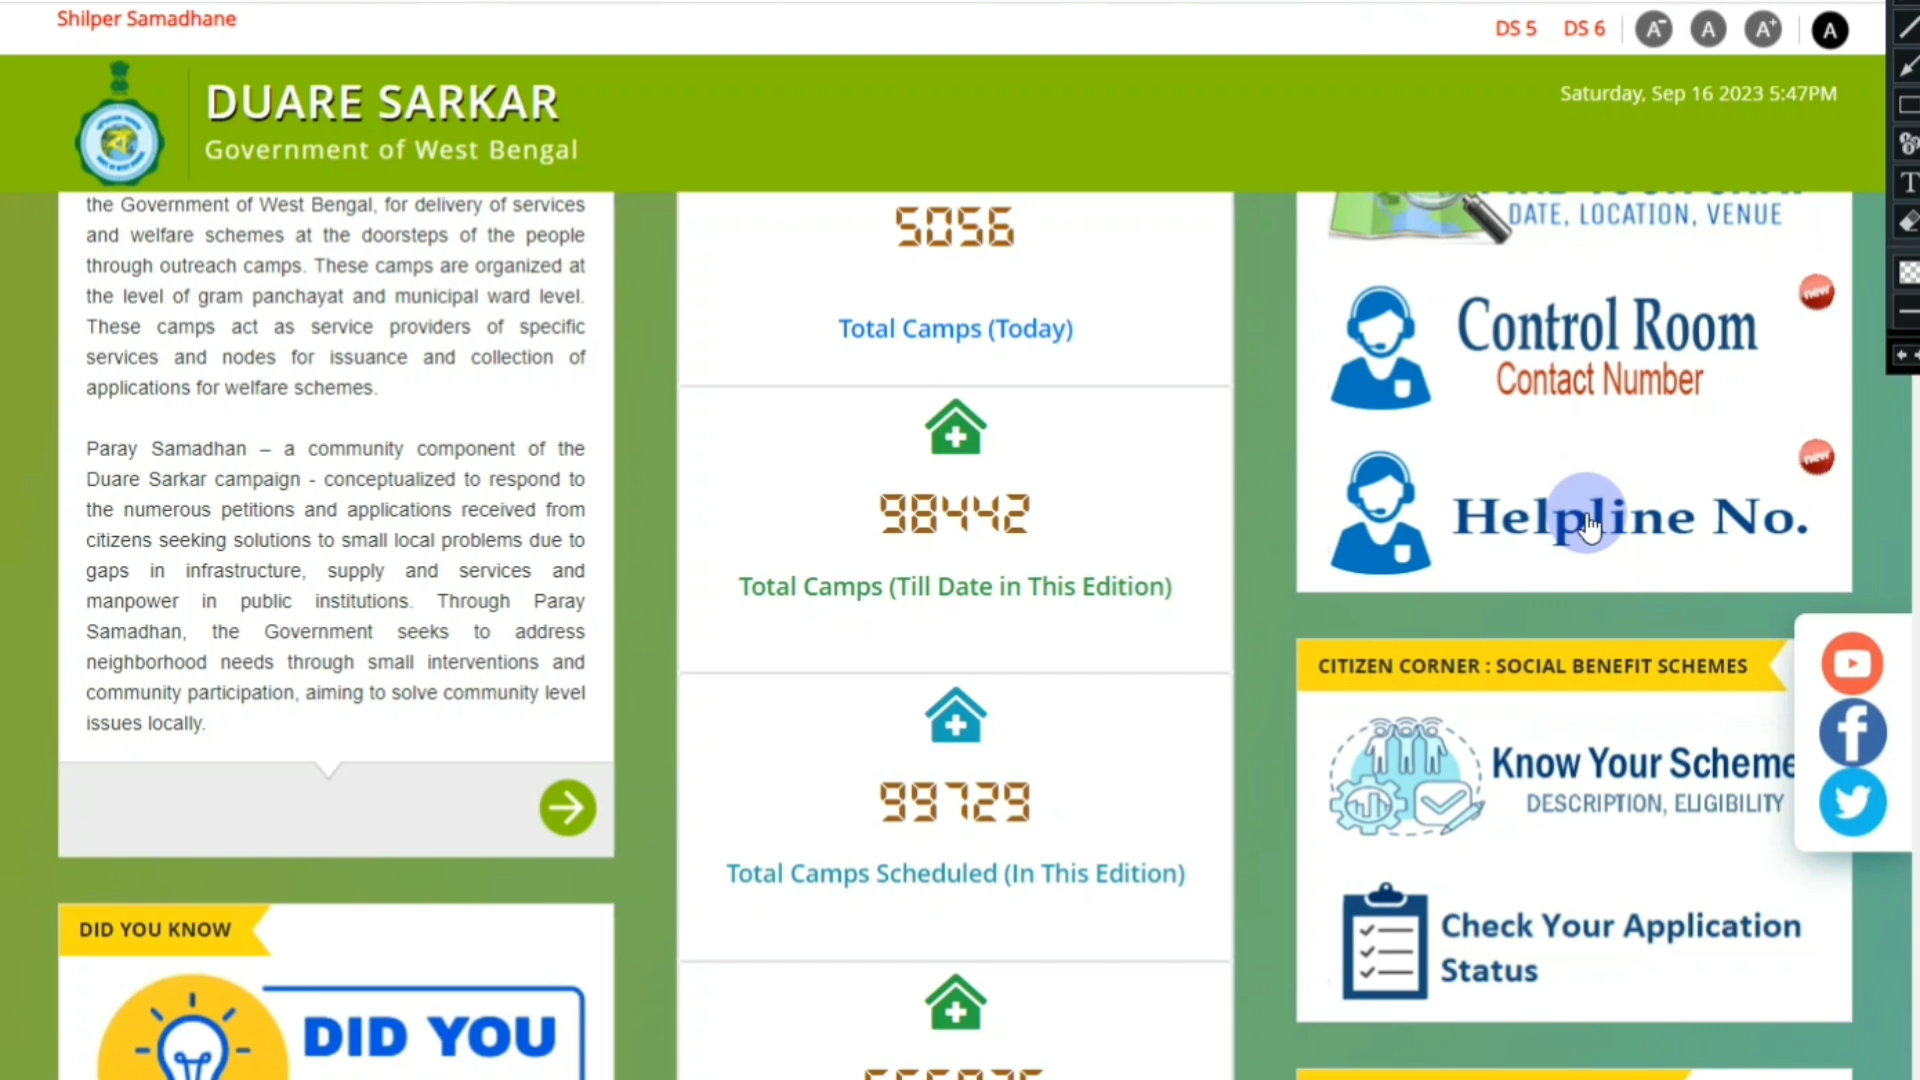 Shilper Samadhane
DS 5 DS 6 A- A A+ A
DUARE SARKAR
Government of West Bengal
Saturday, Sep 16 2023 5:47PM
the Government of West Bengal, for delivery of services
and welfare schemes at the doorsteps of the people
through outreach camps. These camps are organized at
the level of gram panchayat and municipal ward level.
These camps act as service providers of specific
services and nodes for issuance and collection of
applications for welfare schemes.
Paray Samadhan – a community component of the
Duare Sarkar campaign - conceptualized to respond to
the numerous petitions and applications received from
citizens seeking solutions to small local problems due to
gaps in infrastructure, supply and services and
manpower in public institutions. Through Paray
Samadhan, the Government seeks to address
neighborhood needs through small interventions and
community participation, aiming to solve community level
issues locally.
DID YOU KNOW
DID YOU
5056
Total Camps (Today)
98442
Total Camps (Till Date in This Edition)
99729
Total Camps Scheduled (In This Edition)
DATE, LOCATION, VENUE
new
Control Room
Contact Number
new
Helpline No.
CITIZEN CORNER : SOCIAL BENEFIT SCHEMES
Know Your Scheme
DESCRIPTION, ELIGIBILITY
Check Your Application
Status
T